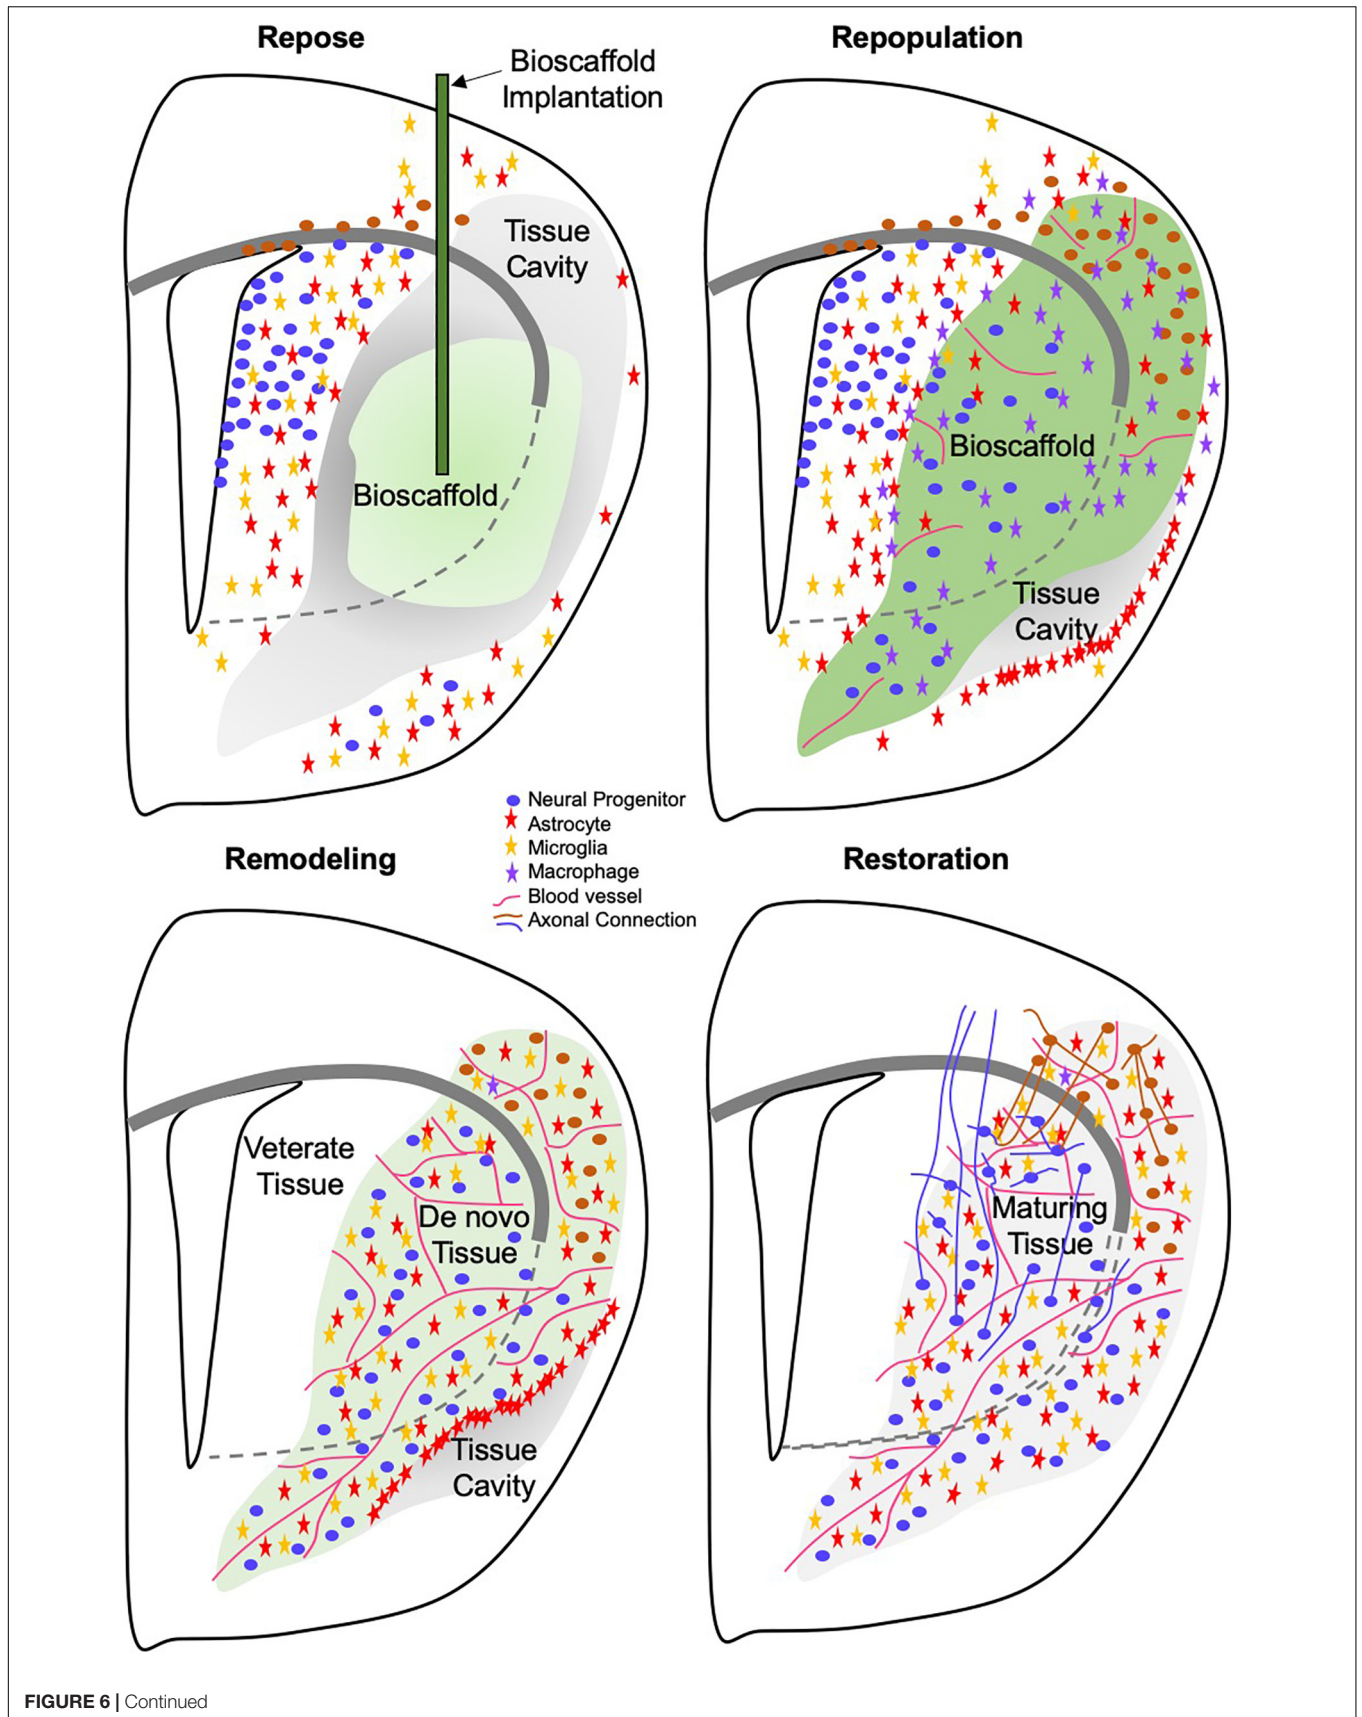 Repose
Repopulation
Bioscaffold
Implantation
Tissue
Cavity
Bioscaffold
Bioscaffold
Tissue
Cavity
Neural Progenitor
Astrocyte
Microglia
Macrophage
Blood vessel
Axonal Connection
Remodeling
Restoration
Veterate
Tissue
De novo
Tissue
Tissue
Cavity
Maturing
Tissue
FIGURE 6 | Continued